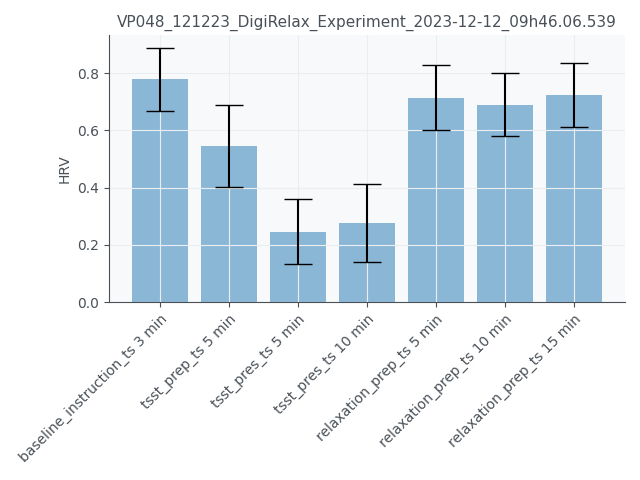 VP048_121223_DigiRelax_Experiment_2023-12-12_09h46.06.539
HRV
0.8
0.6
0.4
0.2
0.0
baseline_instruction_ts 3 min
tsst_prep_ts 5 min
tsst_pres_ts 5 min
tsst_pres_ts 10 min
relaxation_prep_ts 5 min
relaxation_prep_ts 10 min
relaxation_prep_ts 15 min